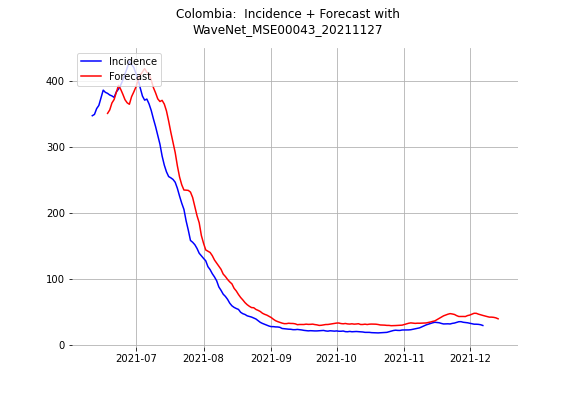 Colombia:  Incidence + Forecast with
WaveNet_MSE00043_20211127
Incidence
Forecast
400
300
200
100
0
2021-07
2021-08
2021-09
2021-10
2021-11
2021-12